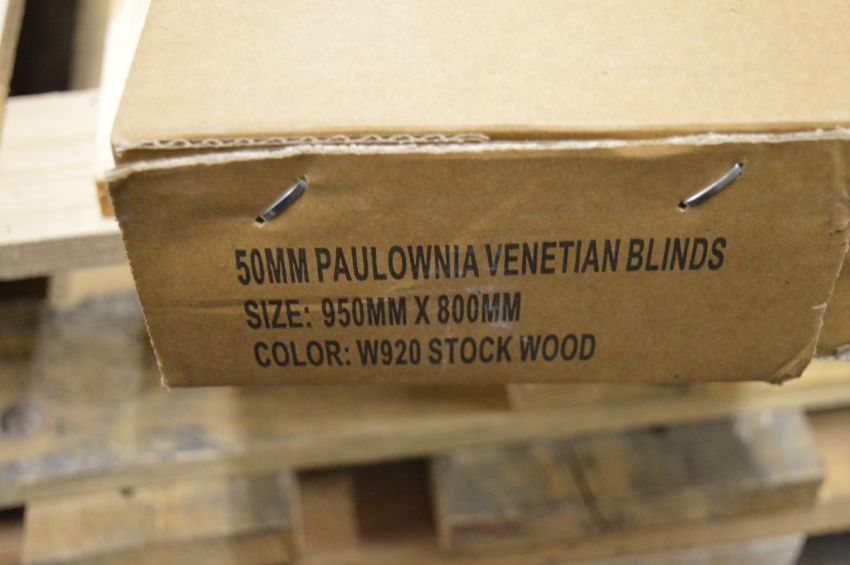 50MM PAULOWNIA VENETIAN BLINDS
SIZE: 950MM X 800MM
COLOR: W920 STOCK WOOD